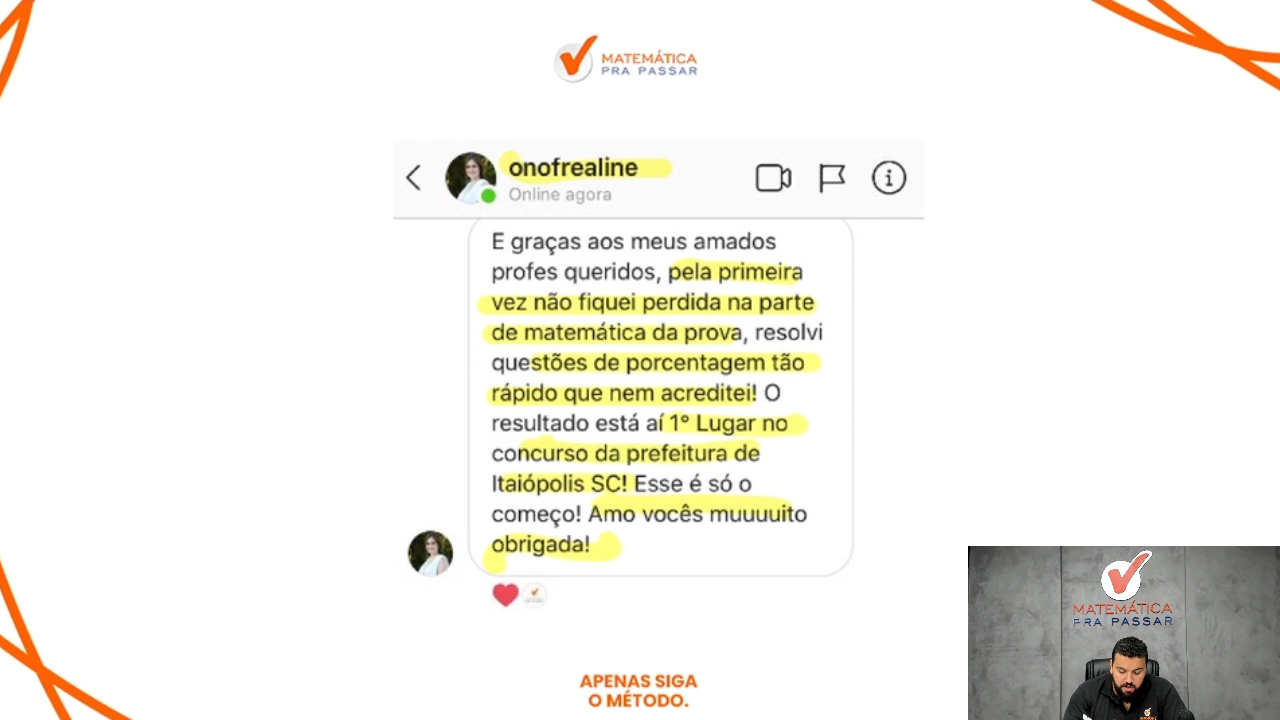 MATEMÁTICA
PRA PASSAR
onofrealine
Online agora
E graças aos meus amados
profes queridos, pela primeira
vez não fiquei perdida na parte
de matemática da prova, resolvi
questões de porcentagem tão
rápido que nem acreditei! O
resultado está aí 1° Lugar no
concurso da prefeitura de
Itaiópolis SC! Esse é só o
começo! Amo vocês muuuuito
obrigada!
APENAS SIGA
O MÉTODO.
MATEMÁTICA
PRA PASSAR